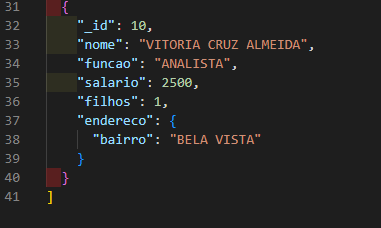 31 {
32 "_id": 10,
33 "nome": "VITORIA CRUZ ALMEIDA",
34 "funcao": "ANALISTA",
35 "salario": 2500,
36 "filhos": 1,
37 "endereco": {
38 "bairro": "BELA VISTA"
39 }
40 }
41 ]